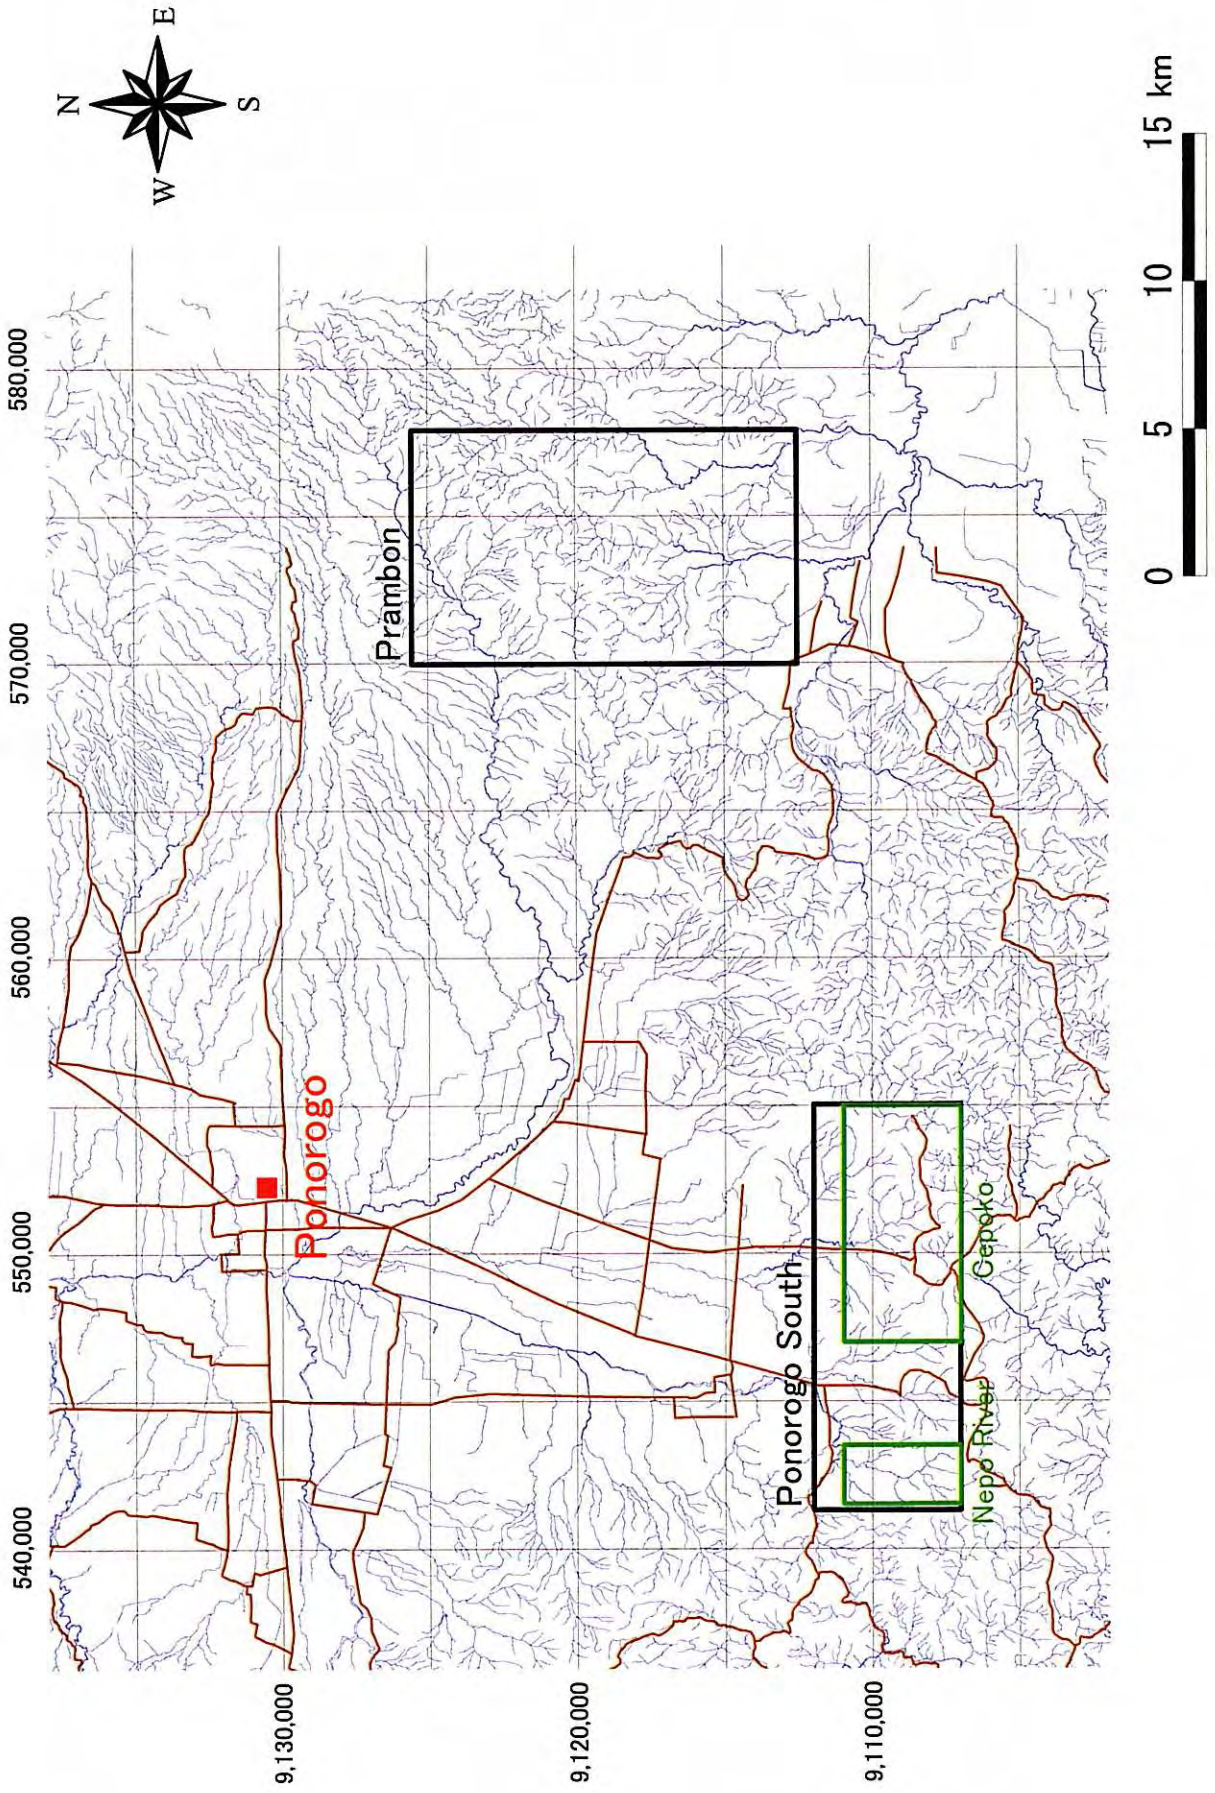 N
W
E
S
540,000
550,000
560,000
570,000
580,000
9,130,000
9,120,000
9,110,000
Ponorogo
Prambon
Ponorogo South
Nepo River
Cepoko
0
5
10
15 km